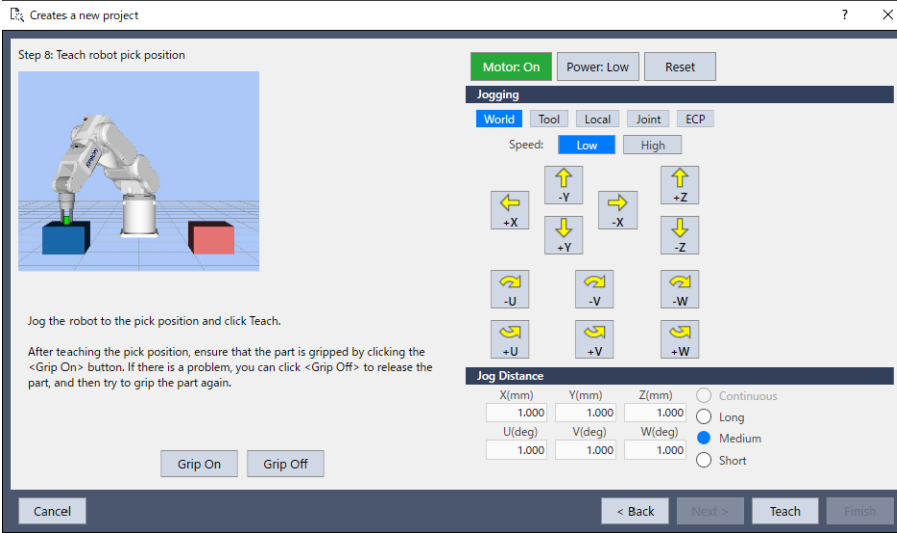 Creates a new project
?
Step 8: Teach robot pick position
EPSON
Jog the robot to the pick position and click Teach.
After teaching the pick position, ensure that the part is gripped by clicking the
<Grip On> button. If there is a problem, you can click <Grip Off> to release the
part, and then try to grip the part again.
Grip On Grip Off
Motor: On Power: Low Reset
Jogging
World Tool Local Joint ECP
Speed: Low High
+X -Y -X +Z
+Y -Z
-U -V -W
+U +V +W
Jog Distance
X(mm) Y(mm) Z(mm) Continuous
1.000 1.000 1.000 Long
U(deg) V(deg) W(deg) Medium
1.000 1.000 1.000 Short
Cancel < Back Next > Teach Finish